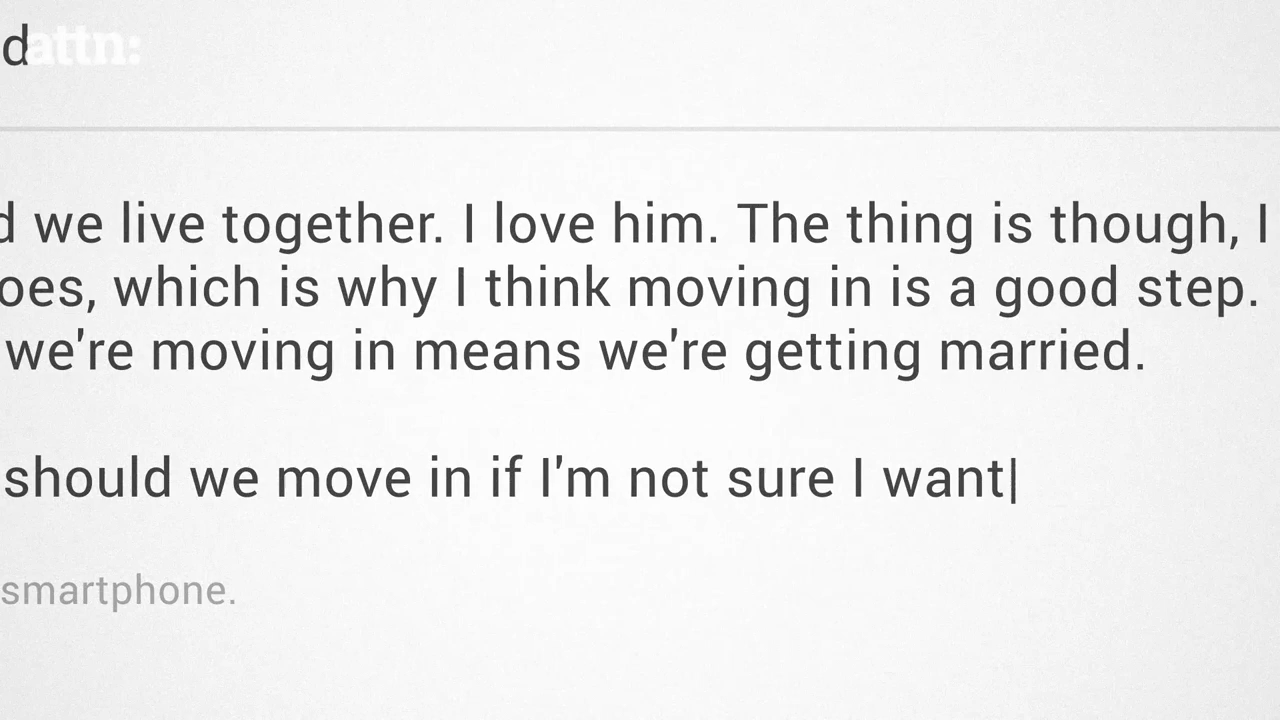 d
attn:
d we live together. I love him. The thing is though, I
oes, which is why I think moving in is a good step.
we're moving in means we're getting married.
should we move in if I'm not sure I want
smartphone.